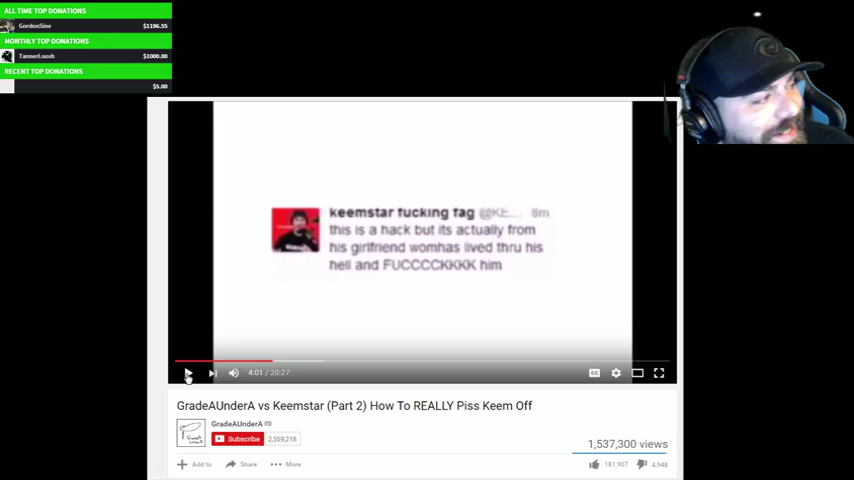 ALL TIME TOP DONATIONS
GordonSine $1196.55
MONTHLY TOP DONATIONS
TannerLoosh $1000.00
RECENT TOP DONATIONS
$5.00
keemstar fucking fag @KE... 8m
this is a hack but its actually from
his girlfriend womhas lived thru his
hell and FUCCCCKKKK him
4:01 / 20:27
CC
GradeAUnderA vs Keemstar (Part 2) How To REALLY Piss Keem Off
GradeAUnderA
Subscribe 2,559,218
1,537,300 views
Add to Share More
181,907 4,948